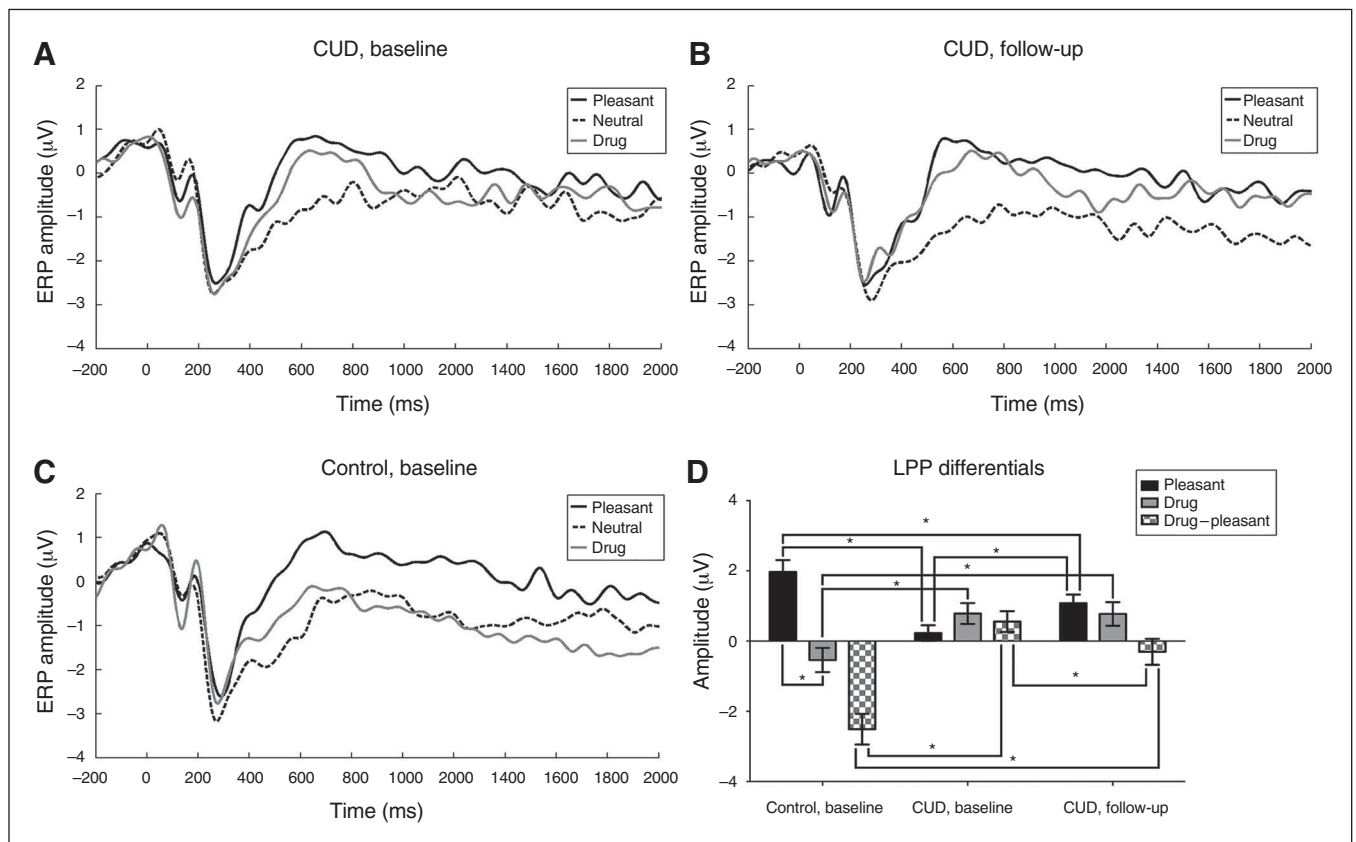 A
CUD, baseline
ERP amplitude (μV)
2
1
0
–1
–2
–3
–4
Pleasant
Neutral
Drug
–200 0 200 400 600 800 1000 1200 1400 1600 1800 2000
Time (ms)
B
CUD, follow-up
ERP amplitude (μV)
2
1
0
–1
–2
–3
–4
Pleasant
Neutral
Drug
–200 0 200 400 600 800 1000 1200 1400 1600 1800 2000
Time (ms)
C
Control, baseline
ERP amplitude (μV)
2
1
0
–1
–2
–3
–4
Pleasant
Neutral
Drug
–200 0 200 400 600 800 1000 1200 1400 1600 1800 2000
Time (ms)
D
LPP differentials
Pleasant
Drug
Drug–pleasant
Amplitude (μV)
4
2
0
–2
–4
*
*
*
*
*
*
*
*
*
Control, baseline CUD, baseline CUD, follow-up